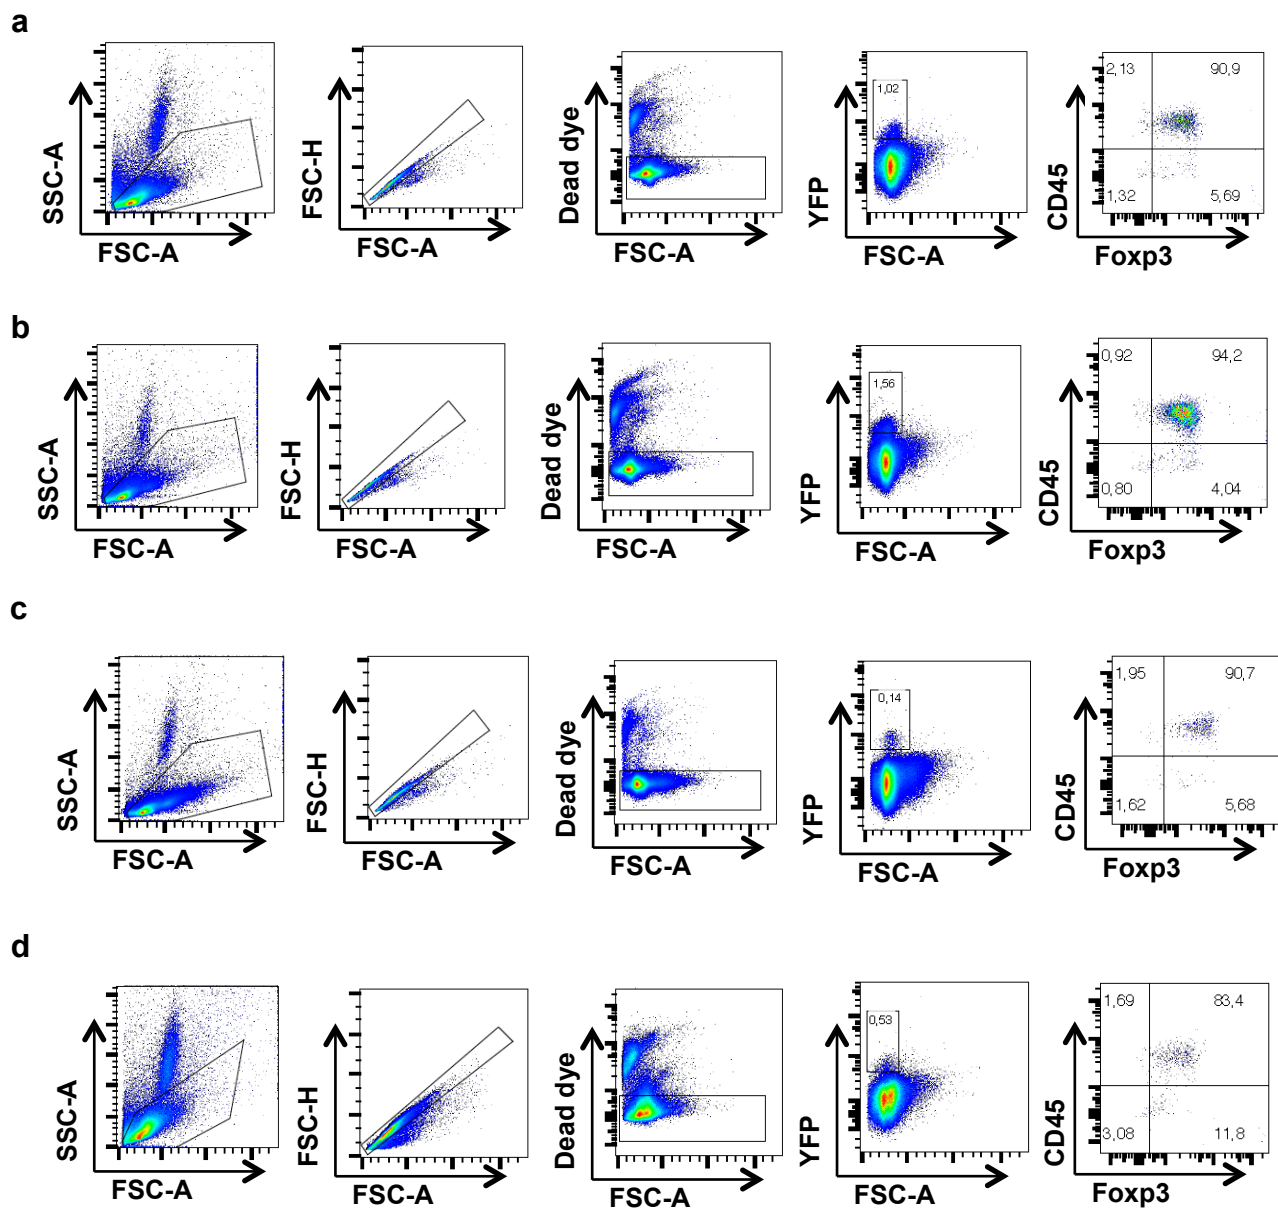 a
SSC-A
FSC-A
FSC-H
FSC-A
Dead dye
FSC-A
YFP
1,02
FSC-A
CD45
2,13
90,9
1,32
5,69
Foxp3
b
SSC-A
FSC-A
FSC-H
FSC-A
Dead dye
FSC-A
YFP
1,56
FSC-A
CD45
0,92
94,2
0,80
4,04
Foxp3
c
SSC-A
FSC-A
FSC-H
FSC-A
Dead dye
FSC-A
YFP
0,14
FSC-A
CD45
1,95
90,7
1,62
5,68
Foxp3
d
SSC-A
FSC-A
FSC-H
FSC-A
Dead dye
FSC-A
YFP
0,53
FSC-A
CD45
1,69
83,4
3,08
11,8
Foxp3